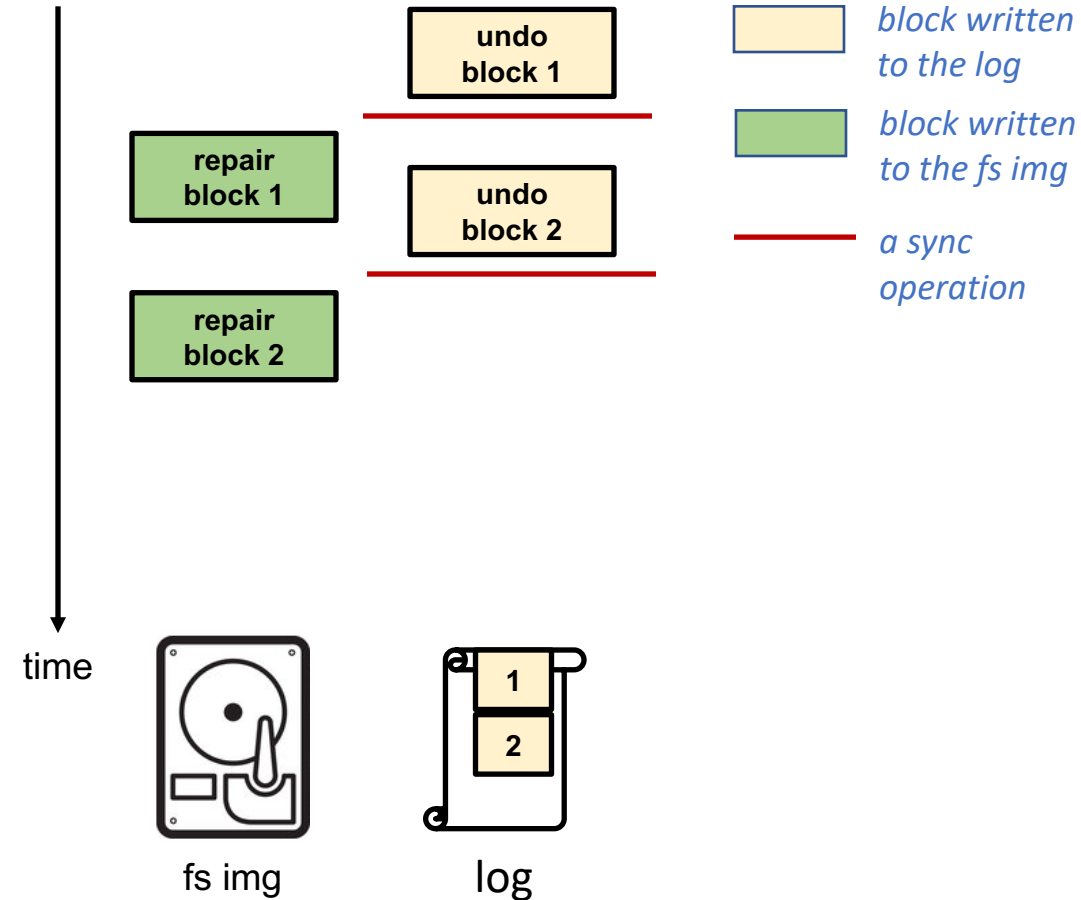 undo
block 1
block written
to the log
repair
block 1
undo
block 2
block written
to the fs img
a sync
operation
repair
block 2
time
1
2
fs img
log